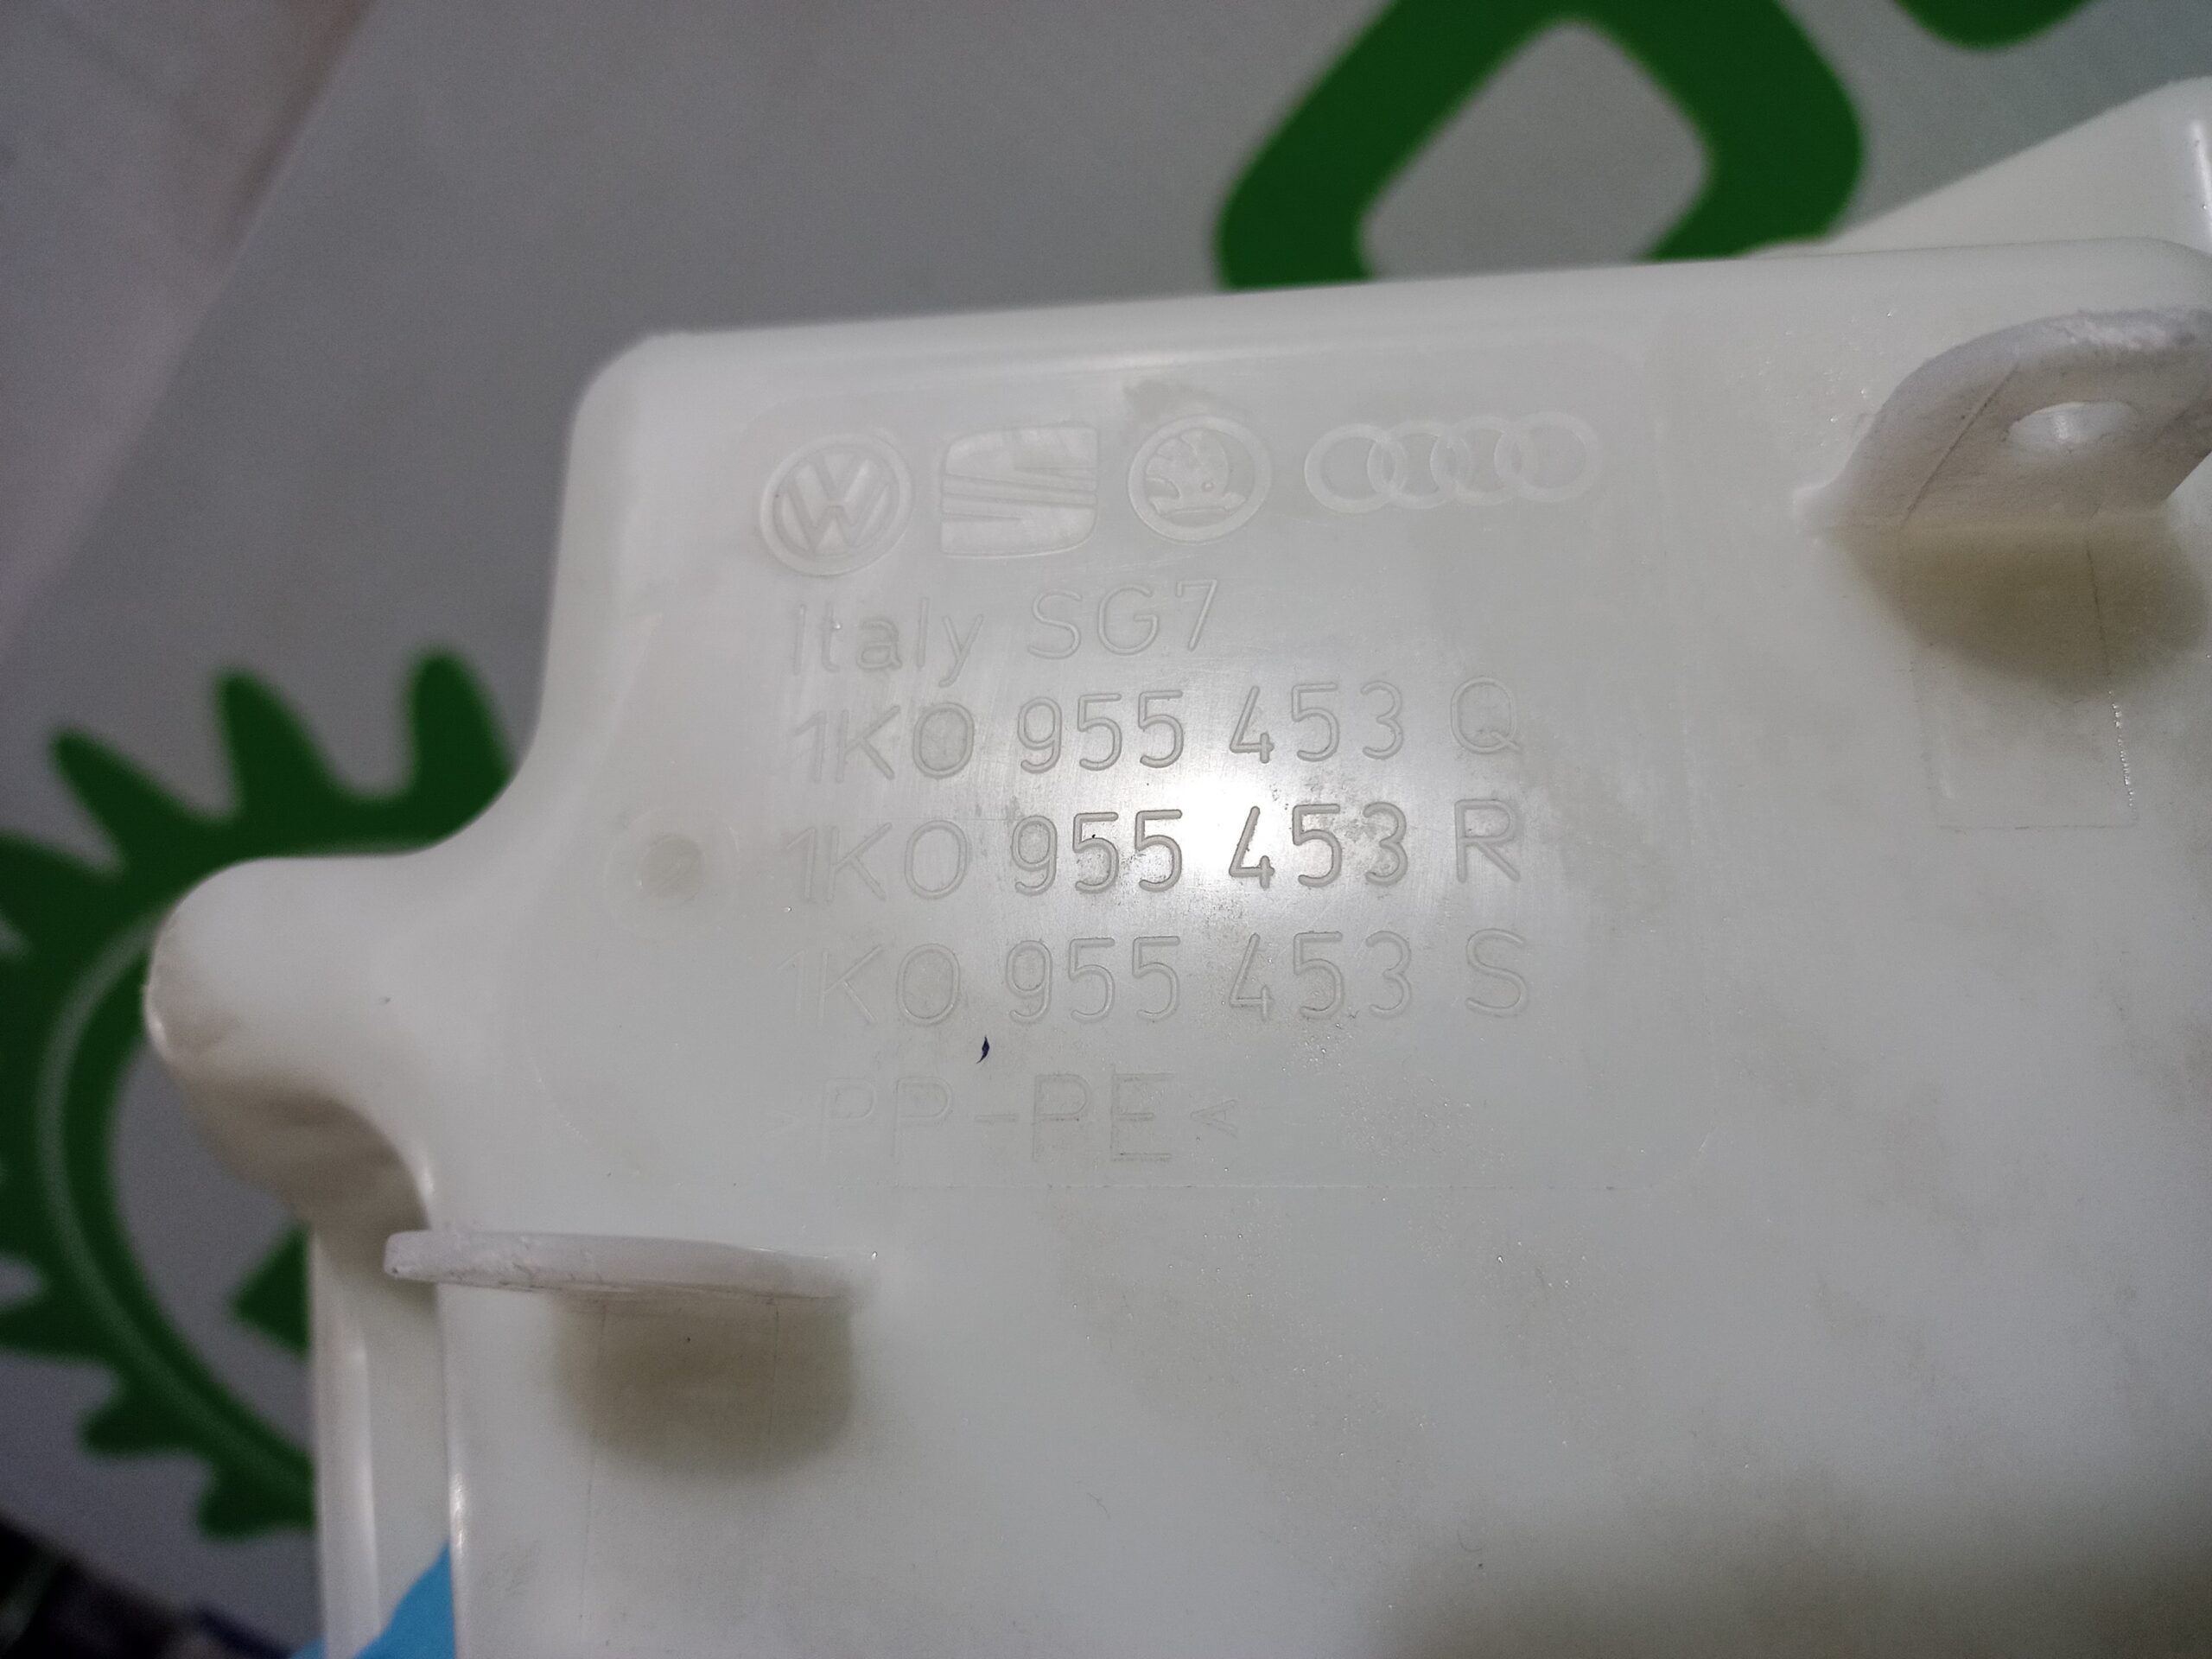 italy SG7
1K0 955 453 Q
1K0 955 453 R
1K0 955 453 S
>PP-PE<